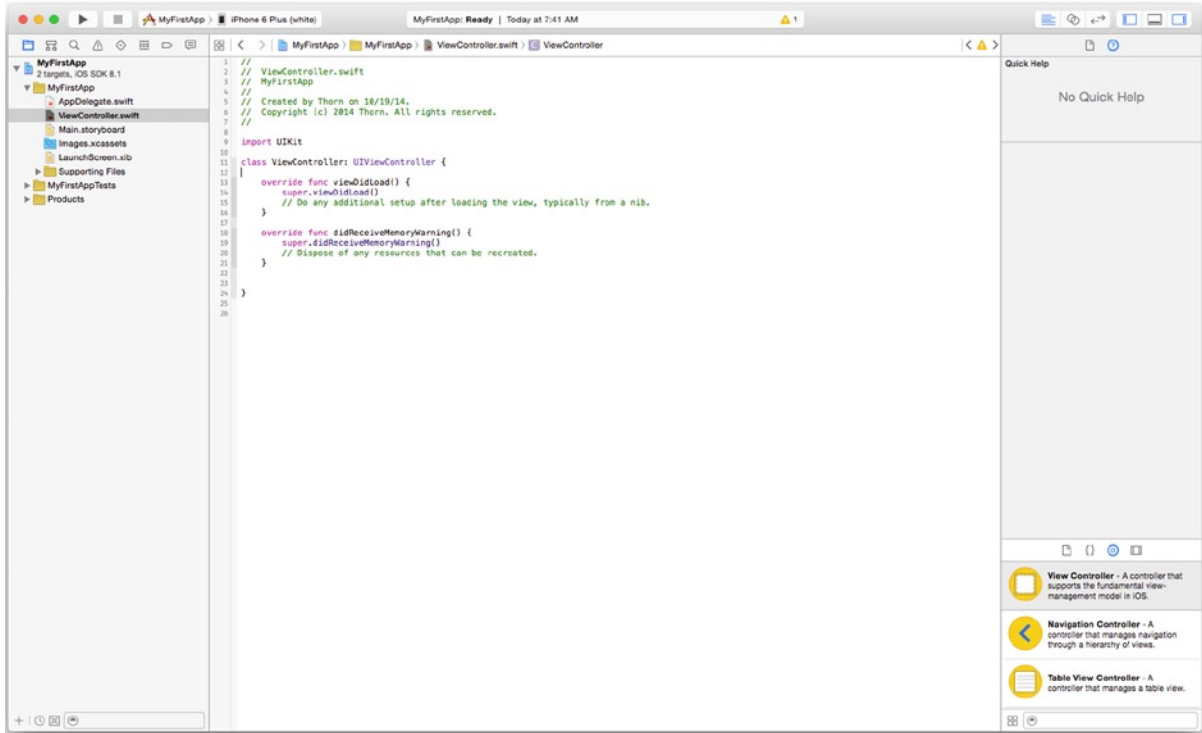 MyFirstApp › iPhone 6 Plus (white)
MyFirstApp: Ready | Today at 7:41 AM
1
MyFirstApp › MyFirstApp › ViewController.swift › C ViewController
MyFirstApp
2 targets, iOS SDK 8.1
MyFirstApp
AppDelegate.swift
ViewController.swift
Main.storyboard
Images.xcassets
LaunchScreen.xib
Supporting Files
MyFirstAppTests
Products
1 //
2 //  ViewController.swift
3 //  MyFirstApp
4 //
5 //  Created by Thorn on 10/19/14.
6 //  Copyright (c) 2014 Thorn. All rights reserved.
7 //
8
9 import UIKit
10
11 class ViewController: UIViewController {
12
13     override func viewDidLoad() {
14         super.viewDidLoad()
15         // Do any additional setup after loading the view, typically from a nib.
16     }
17
18     override func didReceiveMemoryWarning() {
19         super.didReceiveMemoryWarning()
20         // Dispose of any resources that can be recreated.
21     }
22
23
24 }
25
26
Quick Help
No Quick Help
View Controller - A controller that
supports the fundamental view-
management model in iOS.
Navigation Controller - A
controller that manages navigation
through a hierarchy of views.
Table View Controller - A
controller that manages a table view.